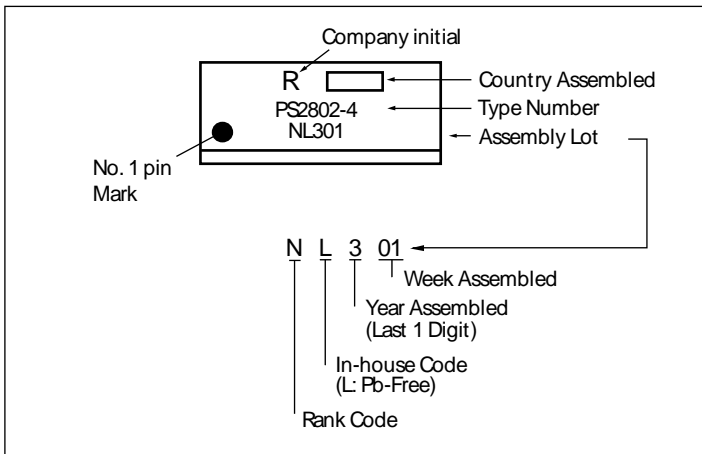 Company initial
R
Country Assembled
PS2802-4
Type Number
NL301
Assembly Lot
No. 1 pin
Mark
N L 3 01
Week Assembled
Year Assembled
(Last 1 Digit)
In-house Code
(L: Pb-Free)
Rank Code